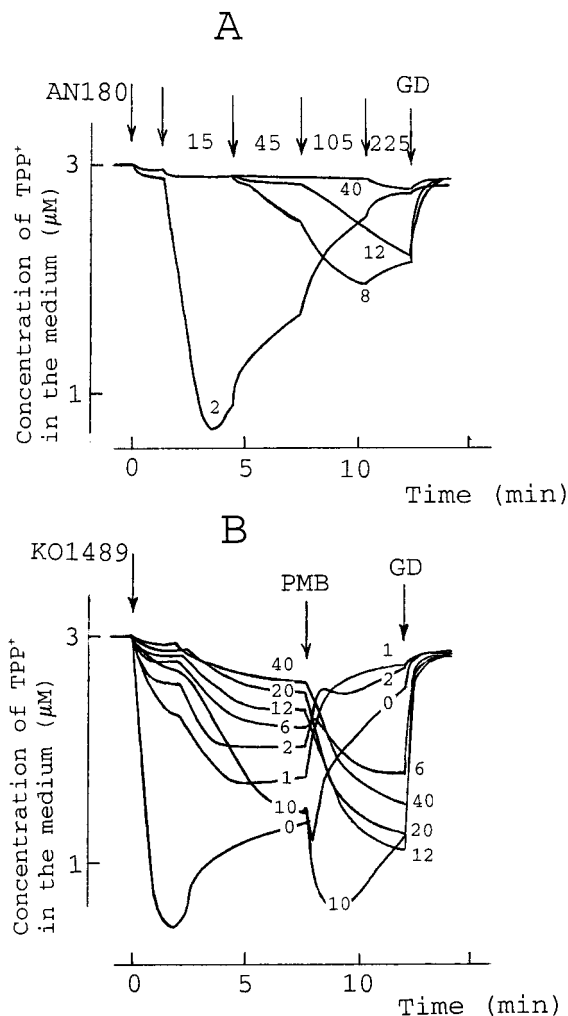 A
AN180
GD
15 45 105 225
3
40
12
8
2
1
Concentration of TPP⁺
in the medium (µM)
0 5 10
Time (min)
B
KO1489
PMB
GD
3
40
20
12
6
2
1
10
0
1
2
0
6
40
20
12
10
1
Concentration of TPP⁺
in the medium (µM)
0 5 10
Time (min)